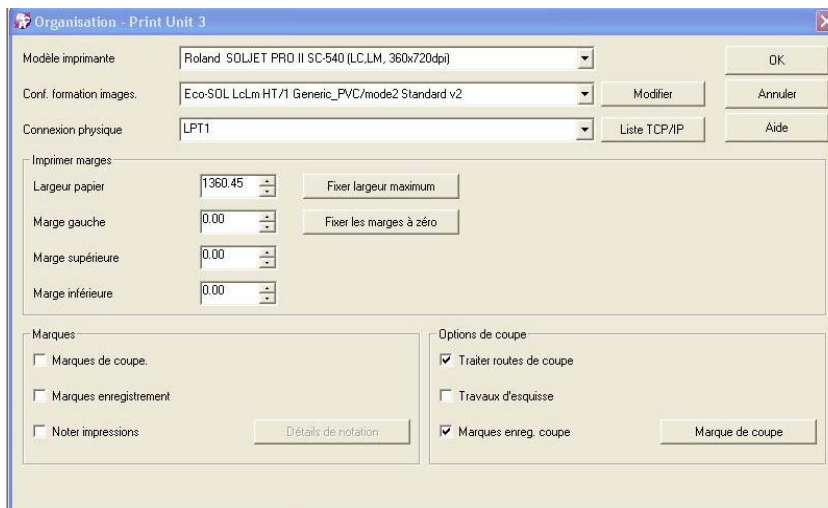 Organisation - Print Unit 3
Modèle imprimante
Roland SOLJET PRO II SC-540 (LC,LM, 360x720dpi)
OK
Conf. formation images.
Eco-SOL LcLm HT/1 Generic_PVC/mode2 Standard v2
Modifier
Annuler
Connexion physique
LPT1
Liste TCP/IP
Aide
Imprimer marges
Largeur papier
1360.45
Fixer largeur maximum
Marge gauche
0.00
Fixer les marges à zéro
Marge supérieure
0.00
Marge inférieure
0.00
Marques
Marques de coupe.
Marques enregistrement
Noter impressions
Détails de notation
Options de coupe
Traiter routes de coupe
Travaux d'esquisse
Marques enreg. coupe
Marque de coupe